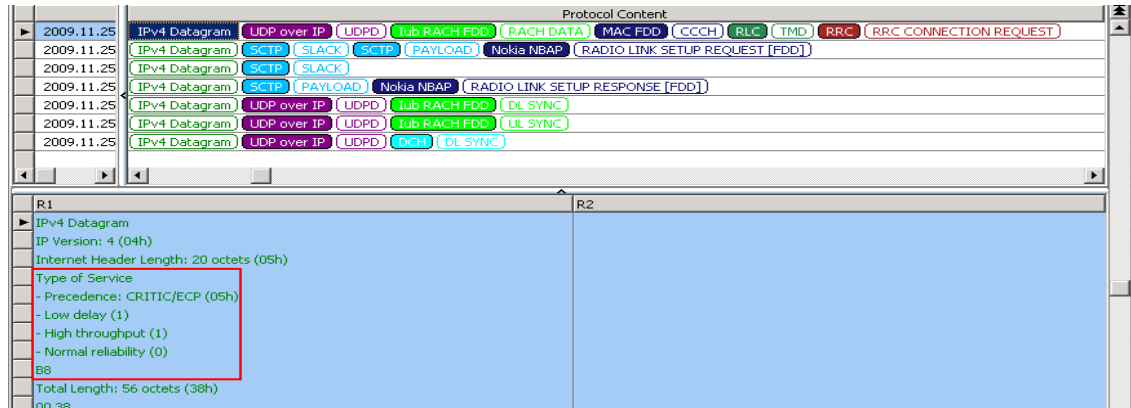 Protocol Content
2009.11.25 IPv4 Datagram UDP over IP UDPD Iub RACH FDD RACH DATA MAC FDD CCCH RLC TMD RRC RRC CONNECTION REQUEST
2009.11.25 IPv4 Datagram SCTP SLACK SCTP PAYLOAD Nokia NBAP RADIO LINK SETUP REQUEST [FDD]
2009.11.25 IPv4 Datagram SCTP SLACK
2009.11.25 IPv4 Datagram SCTP PAYLOAD Nokia NBAP RADIO LINK SETUP RESPONSE [FDD]
2009.11.25 IPv4 Datagram UDP over IP UDPD Iub RACH FDD DL SYNC
2009.11.25 IPv4 Datagram UDP over IP UDPD Iub RACH FDD UL SYNC
2009.11.25 IPv4 Datagram UDP over IP UDPD DCH DL SYNC
R1 R2
IPv4 Datagram
IP Version: 4 (04h)
Internet Header Length: 20 octets (05h)
Type of Service
- Precedence: CRITIC/ECP (05h)
- Low delay (1)
- High throughput (1)
- Normal reliability (0)
B8
Total Length: 56 octets (38h)
00 38